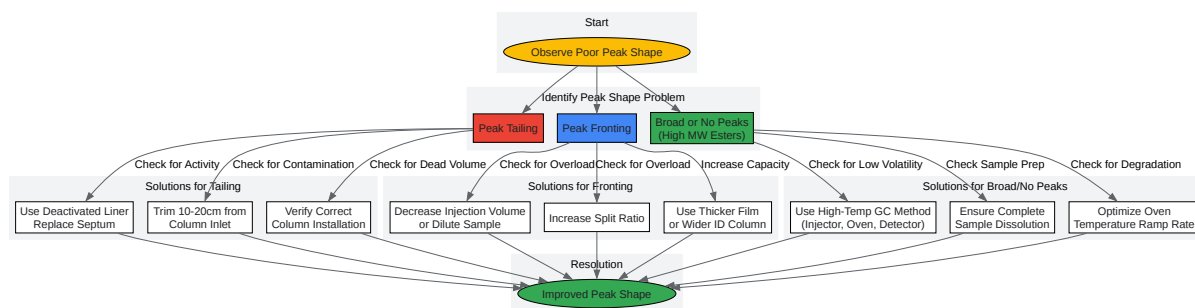 Start
Observe Poor Peak Shape
Identify Peak Shape Problem
Peak Tailing
Peak Fronting
Broad or No Peaks
(High MW Esters)
Check for Activity
Check for Contamination
Check for Dead Volume
Check for Overload
Check for Overload
Increase Capacity
Check for Low Volatility
Check Sample Prep
Check for Degradation
Solutions for Tailing
Solutions for Fronting
Solutions for Broad/No Peaks
Use Deactivated Liner
Replace Septum
Trim 10-20cm from
Column Inlet
Verify Correct
Column Installation
Decrease Injection Volume
or Dilute Sample
Increase Split Ratio
Use Thicker Film
or Wider ID Column
Use High-Temp GC Method
(Injector, Oven, Detector)
Ensure Complete
Sample Dissolution
Optimize Oven
Temperature Ramp Rate
Resolution
Improved Peak Shape